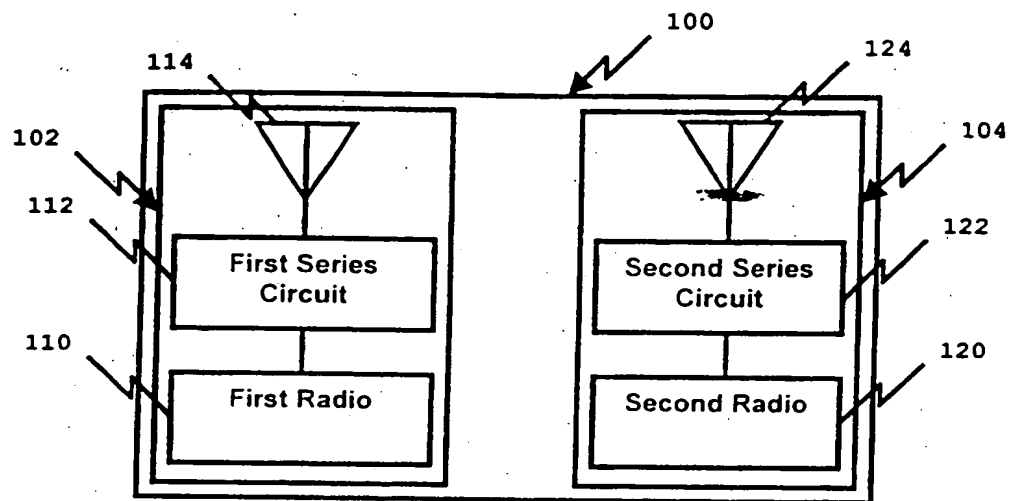 100
114
124
102
104
112
122
First Series
Circuit
Second Series
Circuit
110
120
First Radio
Second Radio